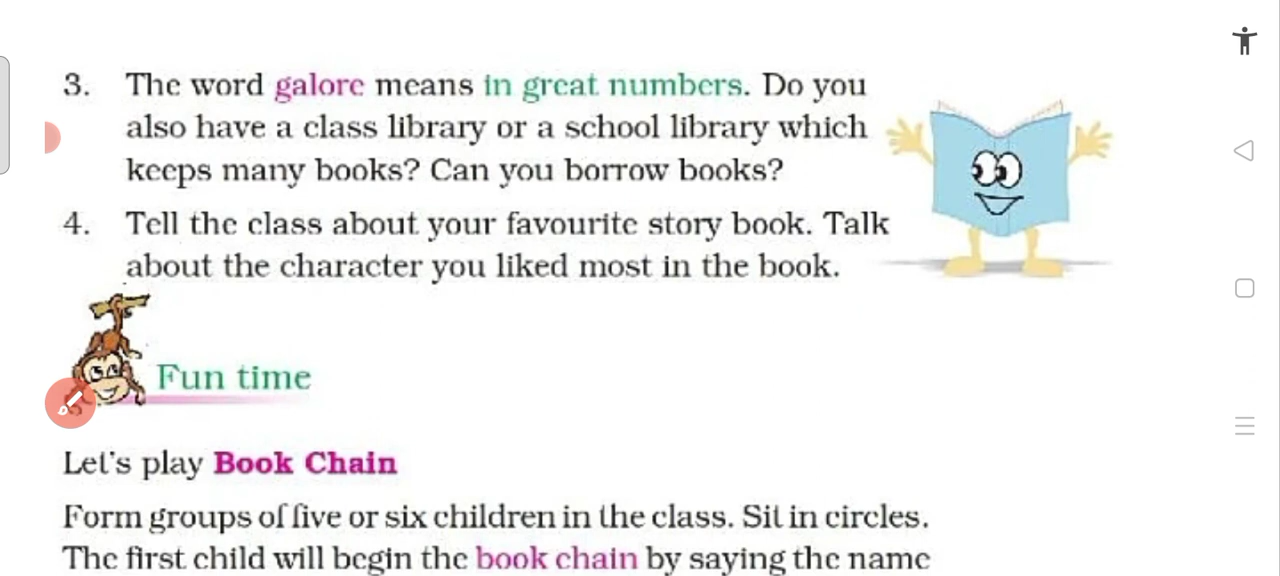 3. The word galore means in great numbers. Do you
also have a class library or a school library which
keeps many books? Can you borrow books?
4. Tell the class about your favourite story book. Talk
about the character you liked most in the book.
Fun time
Let's play Book Chain
Form groups of five or six children in the class. Sit in circles.
The first child will begin the book chain by saying the name